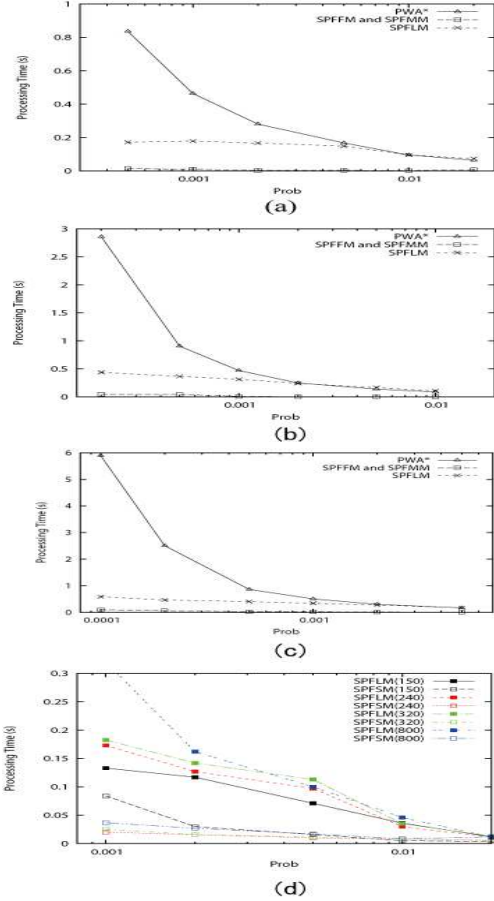 1
PWA*
SPFFM and SPFMM
SPFLM
0.8
0.6
0.4
0.2
0
Processing Time (s)
0.001
0.01
Prob
(a)
3
PWA*
SPFFM and SPFMM
SPFLM
2.5
2
1.5
1
0.5
0
Processing Time (s)
0.001
0.01
Prob
(b)
6
PWA*
SPFFM and SPFMM
SPFLM
5
4
3
2
1
0
Processing Time (s)
0.0001
0.001
Prob
(c)
0.3
SPFLM(150)
SPFSM(150)
SPFLM(240)
SPFSM(240)
SPFLM(320)
SPFSM(320)
SPFLM(800)
SPFSM(800)
0.25
0.2
0.15
0.1
0.05
0
Processing Time (s)
0.001
0.01
Prob
(d)